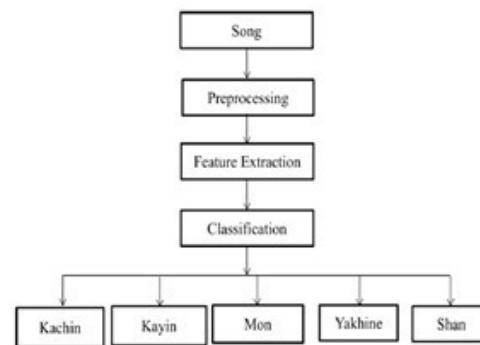 Song
Preprocessing
Feature Extraction
Classification
Kachin
Kayin
Mon
Yakhine
Shan